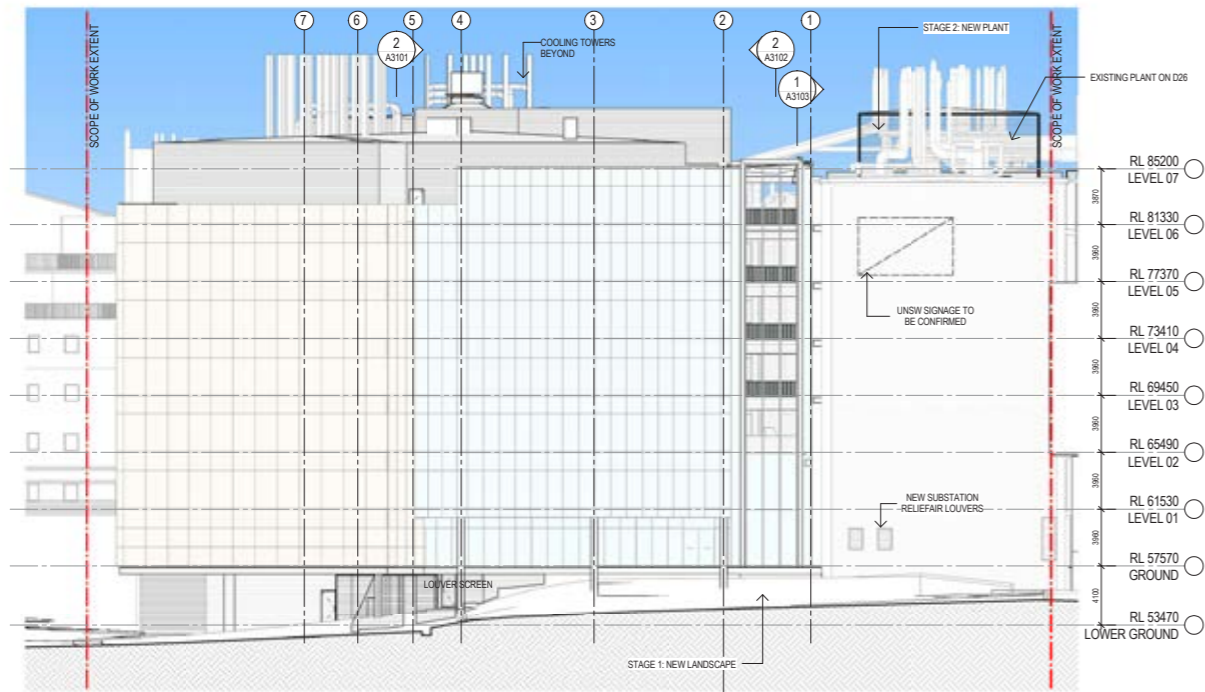 SCOPE OF WORK EXTENT
7
6
5
4
3
2
1
2
A3101
COOLING TOWERS
BEYOND
2
A3102
1
A3103
STAGE 2: NEW PLANT
EXISTING PLANT ON D26
SCOPE OF WORK EXTENT
RL 85200
LEVEL 07
3870
RL 81330
LEVEL 06
3960
RL 77370
LEVEL 05
UNSW SIGNAGE TO
BE CONFIRMED
3960
RL 73410
LEVEL 04
3960
RL 69450
LEVEL 03
3960
RL 65490
LEVEL 02
3960
NEW SUBSTATION
RELIEFAIR LOUVERS
RL 61530
LEVEL 01
3960
RL 57570
GROUND
LOUVER SCREEN
4100
RL 53470
LOWER GROUND
STAGE 1: NEW LANDSCAPE